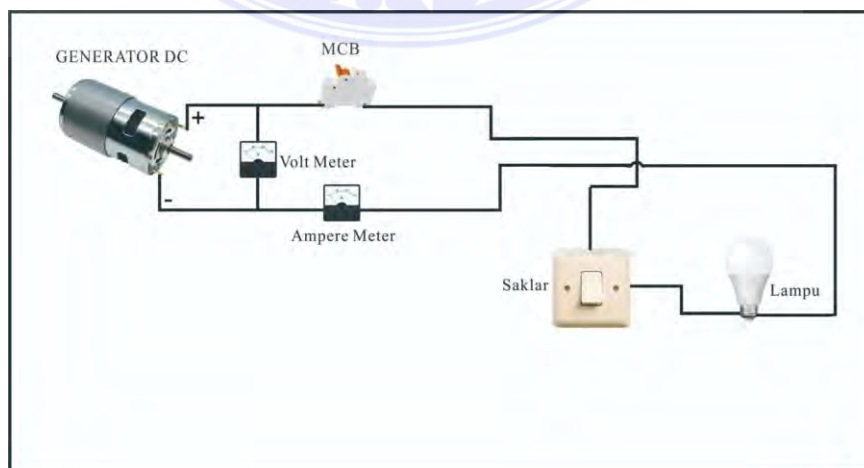 MCB
GENERATOR DC
+
Volt Meter
-
Ampere Meter
Saklar
Lampu